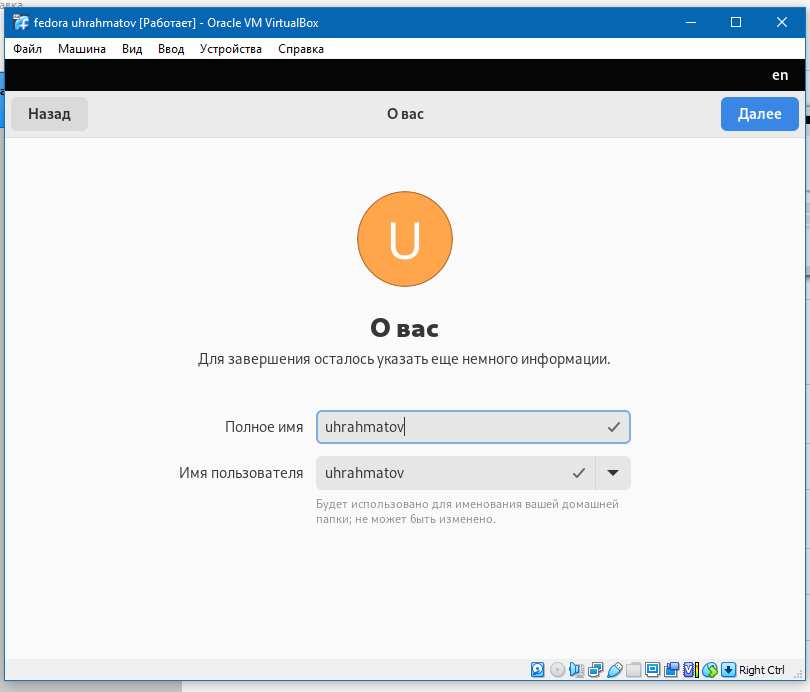 fedora uhrahmatov [Работает] - Oracle VM VirtualBox
Файл Машина Вид Ввод Устройства Справка
en
Назад О вас Далее
U
О вас
Для завершения осталось указать еще немного информации.
Полное имя uhrahmatov
Имя пользователя uhrahmatov
Будет использовано для именования вашей домашней
папки; не может быть изменено.
Right Ctrl